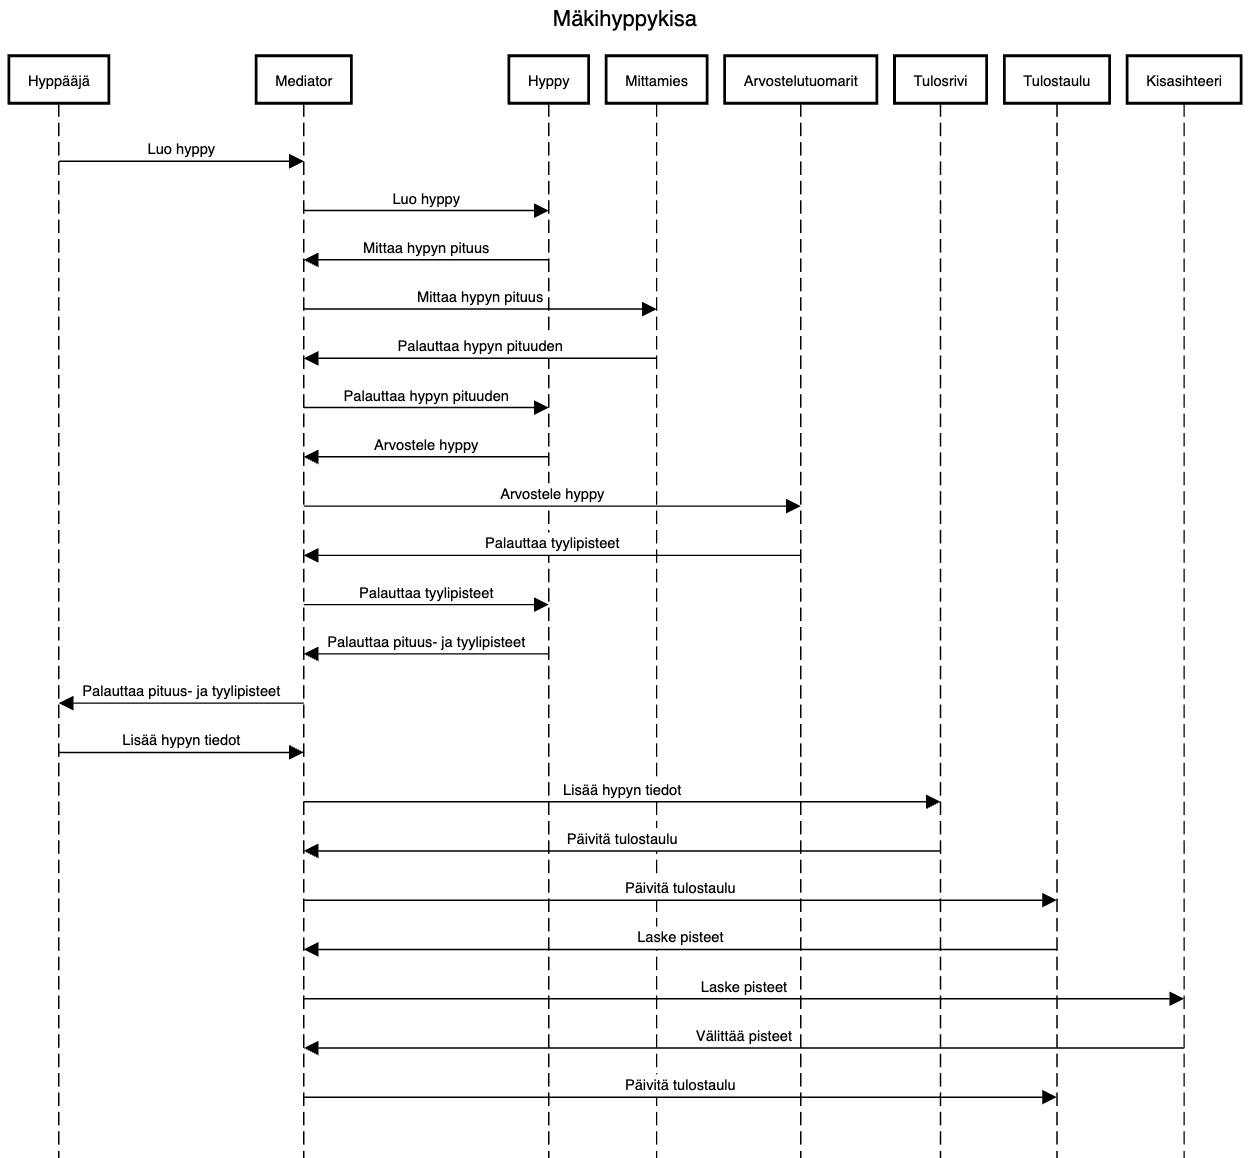 Mäkihyppykisa
Hyppääjä
Mediator
Hyppy
Mittamies
Arvostelutuomarit
Tulosrivi
Tulostaulu
Kisasihteeri
Luo hyppy
Luo hyppy
Mittaa hypyn pituus
Mittaa hypyn pituus
Palauttaa hypyn pituuden
Palauttaa hypyn pituuden
Arvostele hyppy
Arvostele hyppy
Palauttaa tyylipisteet
Palauttaa tyylipisteet
Palauttaa pituus- ja tyylipisteet
Palauttaa pituus- ja tyylipisteet
Lisää hypyn tiedot
Lisää hypyn tiedot
Päivitä tulostaulu
Päivitä tulostaulu
Laske pisteet
Laske pisteet
Välittää pisteet
Päivitä tulostaulu